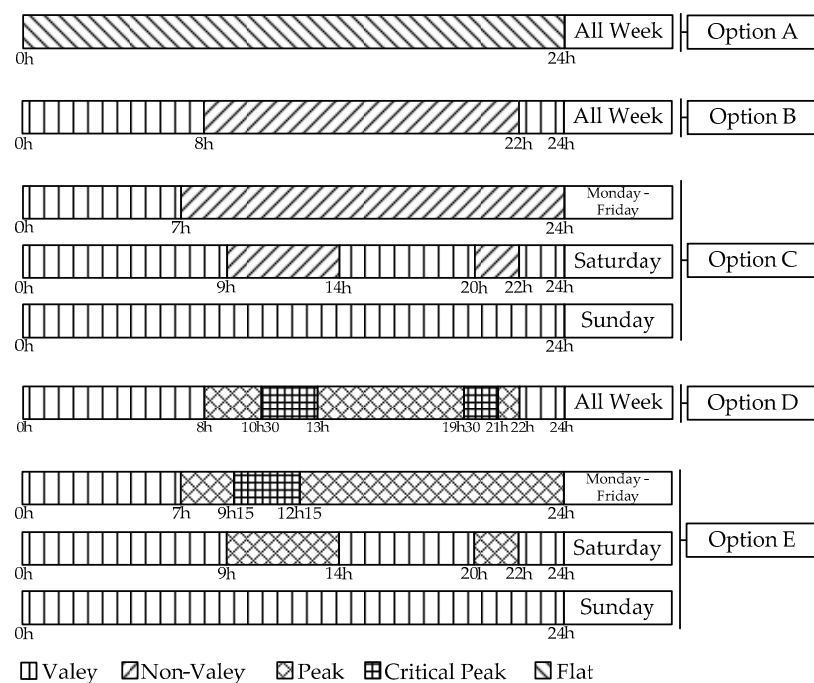 All Week Option A
0h 24h
All Week Option B
0h 8h 22h 24h
Monday -
Friday
0h 7h 24h
Saturday Option C
0h 9h 14h 20h 22h 24h
Sunday
0h 24h
All Week Option D
0h 8h 10h30 13h 19h30 21h 22h 24h
Monday -
Friday
0h 7h 9h15 12h15 24h
Option E
Saturday
0h 9h 14h 20h 22h 24h
Sunday
0h 24h
Valey Non-Valey Peak Critical Peak Flat